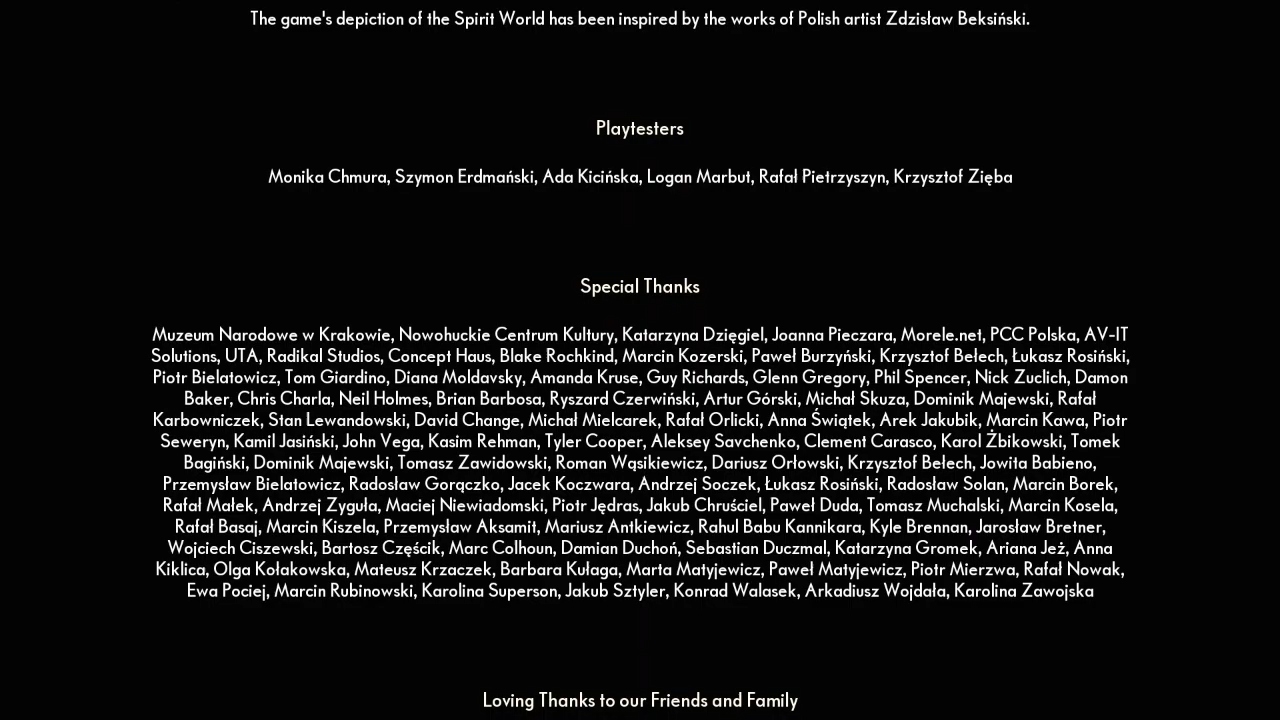 The game's depiction of the Spirit World has been inspired by the works of Polish artist Zdzisław Beksiński.
Playtesters
Monika Chmura, Szymon Erdmański, Ada Kicińska, Logan Marbut, Rafał Pietrzyszyn, Krzysztof Zięba
Special Thanks
Muzeum Narodowe w Krakowie, Nowohuckie Centrum Kultury, Katarzyna Dzięgiel, Joanna Pieczara, Morele.net, PCC Polska, AV-IT
Solutions, UTA, Radikal Studios, Concept Haus, Blake Rochkind, Marcin Kozerski, Paweł Burzyński, Krzysztof Bełech, Łukasz Rosiński,
Piotr Bielatowicz, Tom Giardino, Diana Moldavsky, Amanda Kruse, Guy Richards, Glenn Gregory, Phil Spencer, Nick Zuclich, Damon
Baker, Chris Charla, Neil Holmes, Brian Barbosa, Ryszard Czerwiński, Artur Górski, Michał Skuza, Dominik Majewski, Rafał
Karbowniczek, Stan Lewandowski, David Change, Michał Mielcarek, Rafał Orlicki, Anna Świątek, Arek Jakubik, Marcin Kawa, Piotr
Seweryn, Kamil Jasiński, John Vega, Kasim Rehman, Tyler Cooper, Aleksey Savchenko, Clement Carasco, Karol Żbikowski, Tomek
Bagiński, Dominik Majewski, Tomasz Zawidowski, Roman Wąsikiewicz, Dariusz Orłowski, Krzysztof Bełech, Jowita Babieno,
Przemysław Bielatowicz, Radosław Gorączko, Jacek Koczwara, Andrzej Soczek, Łukasz Rosiński, Radosław Solan, Marcin Borek,
Rafał Małek, Andrzej Zyguła, Maciej Niewiadomski, Piotr Jędras, Jakub Chruściel, Paweł Duda, Tomasz Muchalski, Marcin Kosela,
Rafał Basaj, Marcin Kiszela, Przemysław Aksamit, Mariusz Antkiewicz, Rahul Babu Kannikara, Kyle Brennan, Jarosław Bretner,
Wojciech Ciszewski, Bartosz Częścik, Marc Colhoun, Damian Duchoń, Sebastian Duczmal, Katarzyna Gromek, Ariana Jeż, Anna
Kiklica, Olga Kołakowska, Mateusz Krzaczek, Barbara Kułaga, Marta Matyjewicz, Paweł Matyjewicz, Piotr Mierzwa, Rafał Nowak,
Ewa Pociej, Marcin Rubinowski, Karolina Superson, Jakub Sztyler, Konrad Walasek, Arkadiusz Wojdała, Karolina Zawojska
Loving Thanks to our Friends and Family